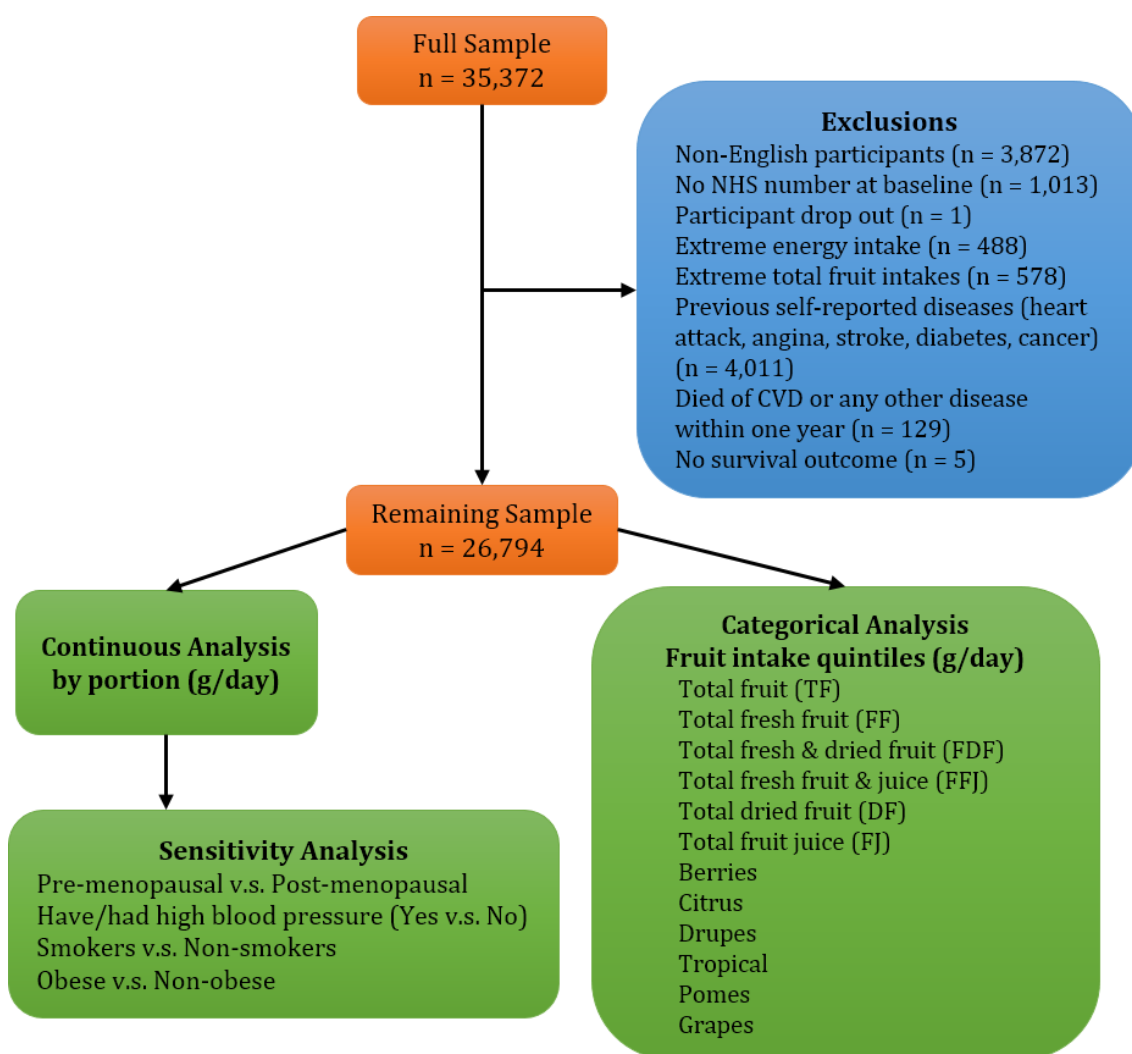 Full Sample
n = 35,372
Exclusions
Non-English participants (n = 3,872)
No NHS number at baseline (n = 1,013)
Participant drop out (n = 1)
Extreme energy intake (n = 488)
Extreme total fruit intakes (n = 578)
Previous self-reported diseases (heart
attack, angina, stroke, diabetes, cancer)
(n = 4,011)
Died of CVD or any other disease
within one year (n = 129)
No survival outcome (n = 5)
Remaining Sample
n = 26,794
Continuous Analysis
by portion (g/day)
Sensitivity Analysis
Pre-menopausal v.s. Post-menopausal
Have/had high blood pressure (Yes v.s. No)
Smokers v.s. Non-smokers
Obese v.s. Non-obese
Categorical Analysis
Fruit intake quintiles (g/day)
Total fruit (TF)
Total fresh fruit (FF)
Total fresh & dried fruit (FDF)
Total fresh fruit & juice (FFJ)
Total dried fruit (DF)
Total fruit juice (FJ)
Berries
Citrus
Drupes
Tropical
Pomes
Grapes